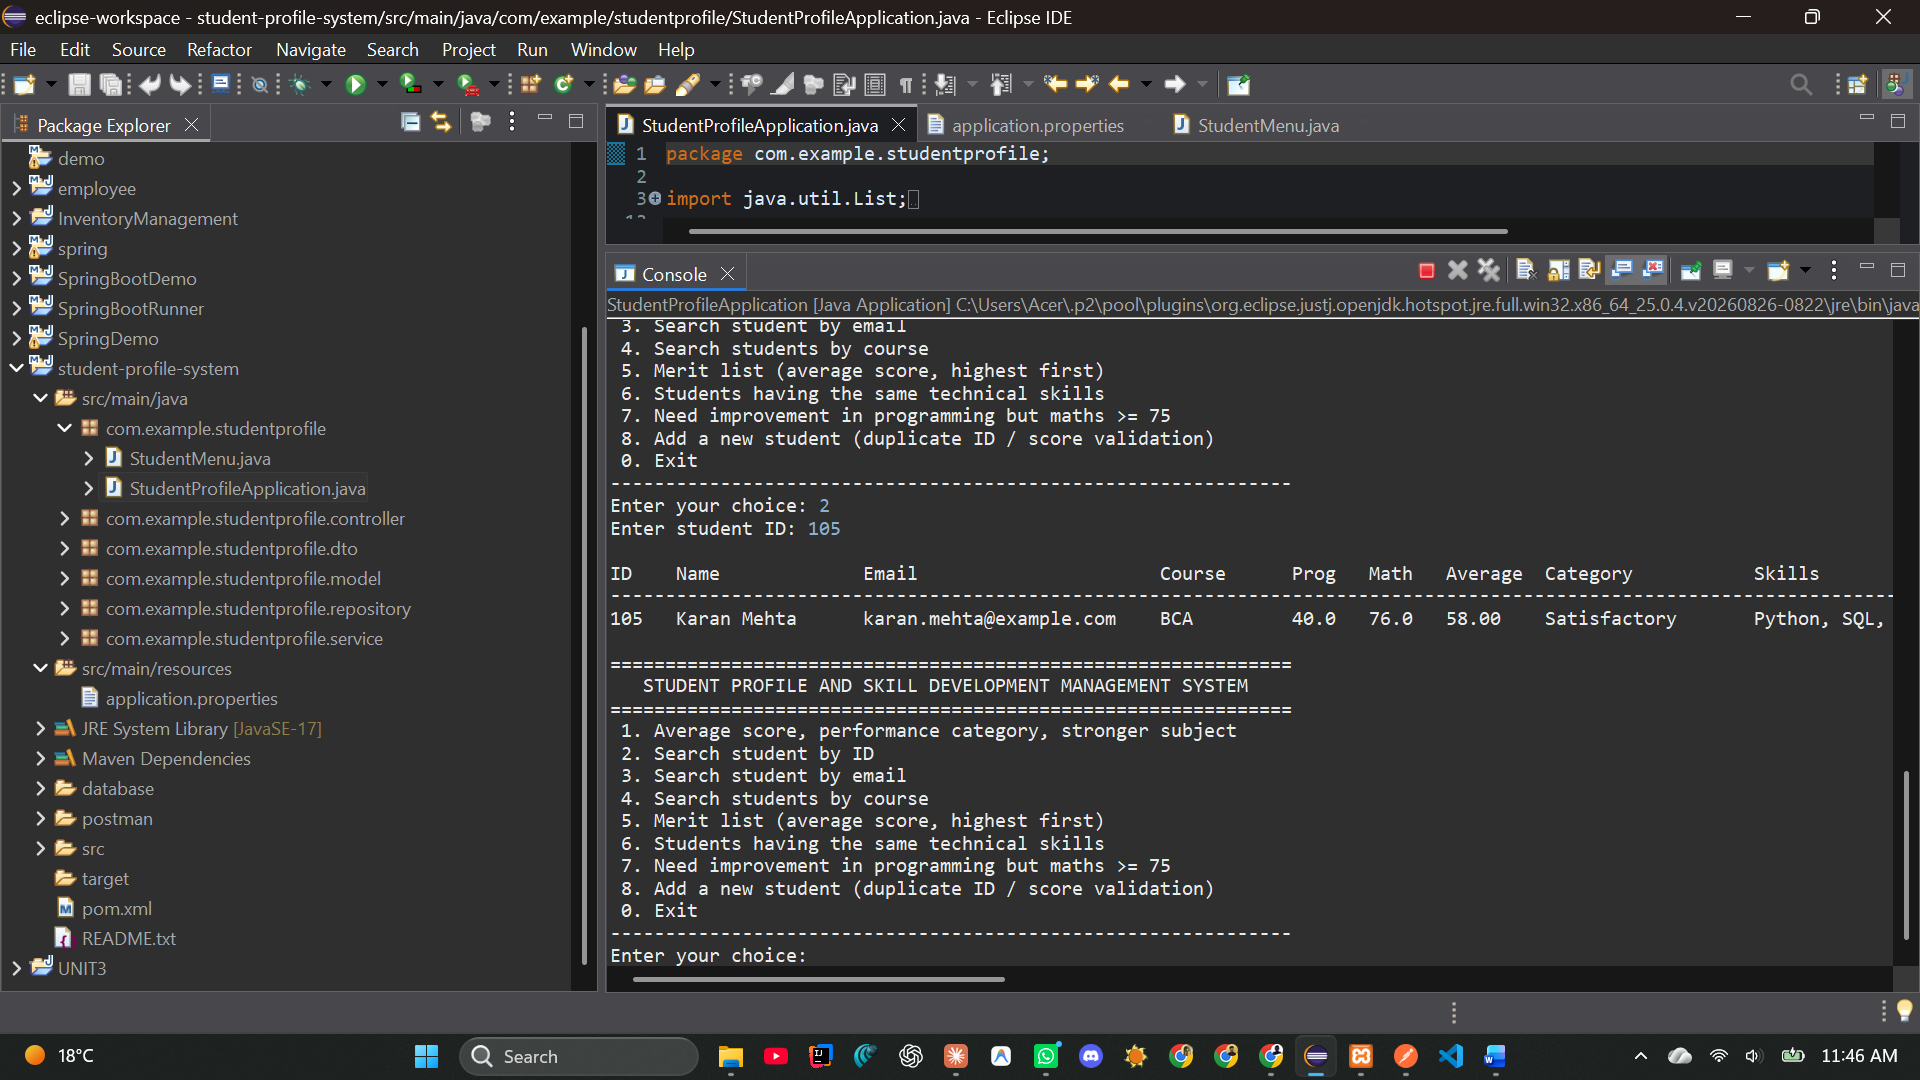 eclipse-workspace - student-profile-system/src/main/java/com/example/studentprofile/StudentProfileApplication.java - Eclipse IDE
File Edit Source Refactor Navigate Search Project Run Window Help
Package Explorer
demo
employee
InventoryManagement
spring
SpringBootDemo
SpringBootRunner
SpringDemo
student-profile-system
src/main/java
com.example.studentprofile
StudentMenu.java
StudentProfileApplication.java
com.example.studentprofile.controller
com.example.studentprofile.dto
com.example.studentprofile.model
com.example.studentprofile.repository
com.example.studentprofile.service
src/main/resources
application.properties
JRE System Library [JavaSE-17]
Maven Dependencies
database
postman
src
target
pom.xml
README.txt
UNIT3
StudentProfileApplication.java application.properties StudentMenu.java
1 package com.example.studentprofile;
2
3 import java.util.List;
Console
StudentProfileApplication [Java Application] C:\Users\Acer\.p2\pool\plugins\org.eclipse.justj.openjdk.hotspot.jre.full.win32.x86_64_25.0.4.v20260826-0822\jre\bin\java
3. Search student by email
4. Search students by course
5. Merit list (average score, highest first)
6. Students having the same technical skills
7. Need improvement in programming but maths >= 75
8. Add a new student (duplicate ID / score validation)
0. Exit
--------------------------------------------------------------
Enter your choice: 2
Enter student ID: 105
ID Name Email Course Prog Math Average Category Skills
--------------------------------------------------------------------------------------------------------------------
105 Karan Mehta karan.mehta@example.com BCA 40.0 76.0 58.00 Satisfactory Python, SQL,
==============================================================
STUDENT PROFILE AND SKILL DEVELOPMENT MANAGEMENT SYSTEM
==============================================================
1. Average score, performance category, stronger subject
2. Search student by ID
3. Search student by email
4. Search students by course
5. Merit list (average score, highest first)
6. Students having the same technical skills
7. Need improvement in programming but maths >= 75
8. Add a new student (duplicate ID / score validation)
0. Exit
--------------------------------------------------------------
Enter your choice:
18°C
Search
11:46 AM